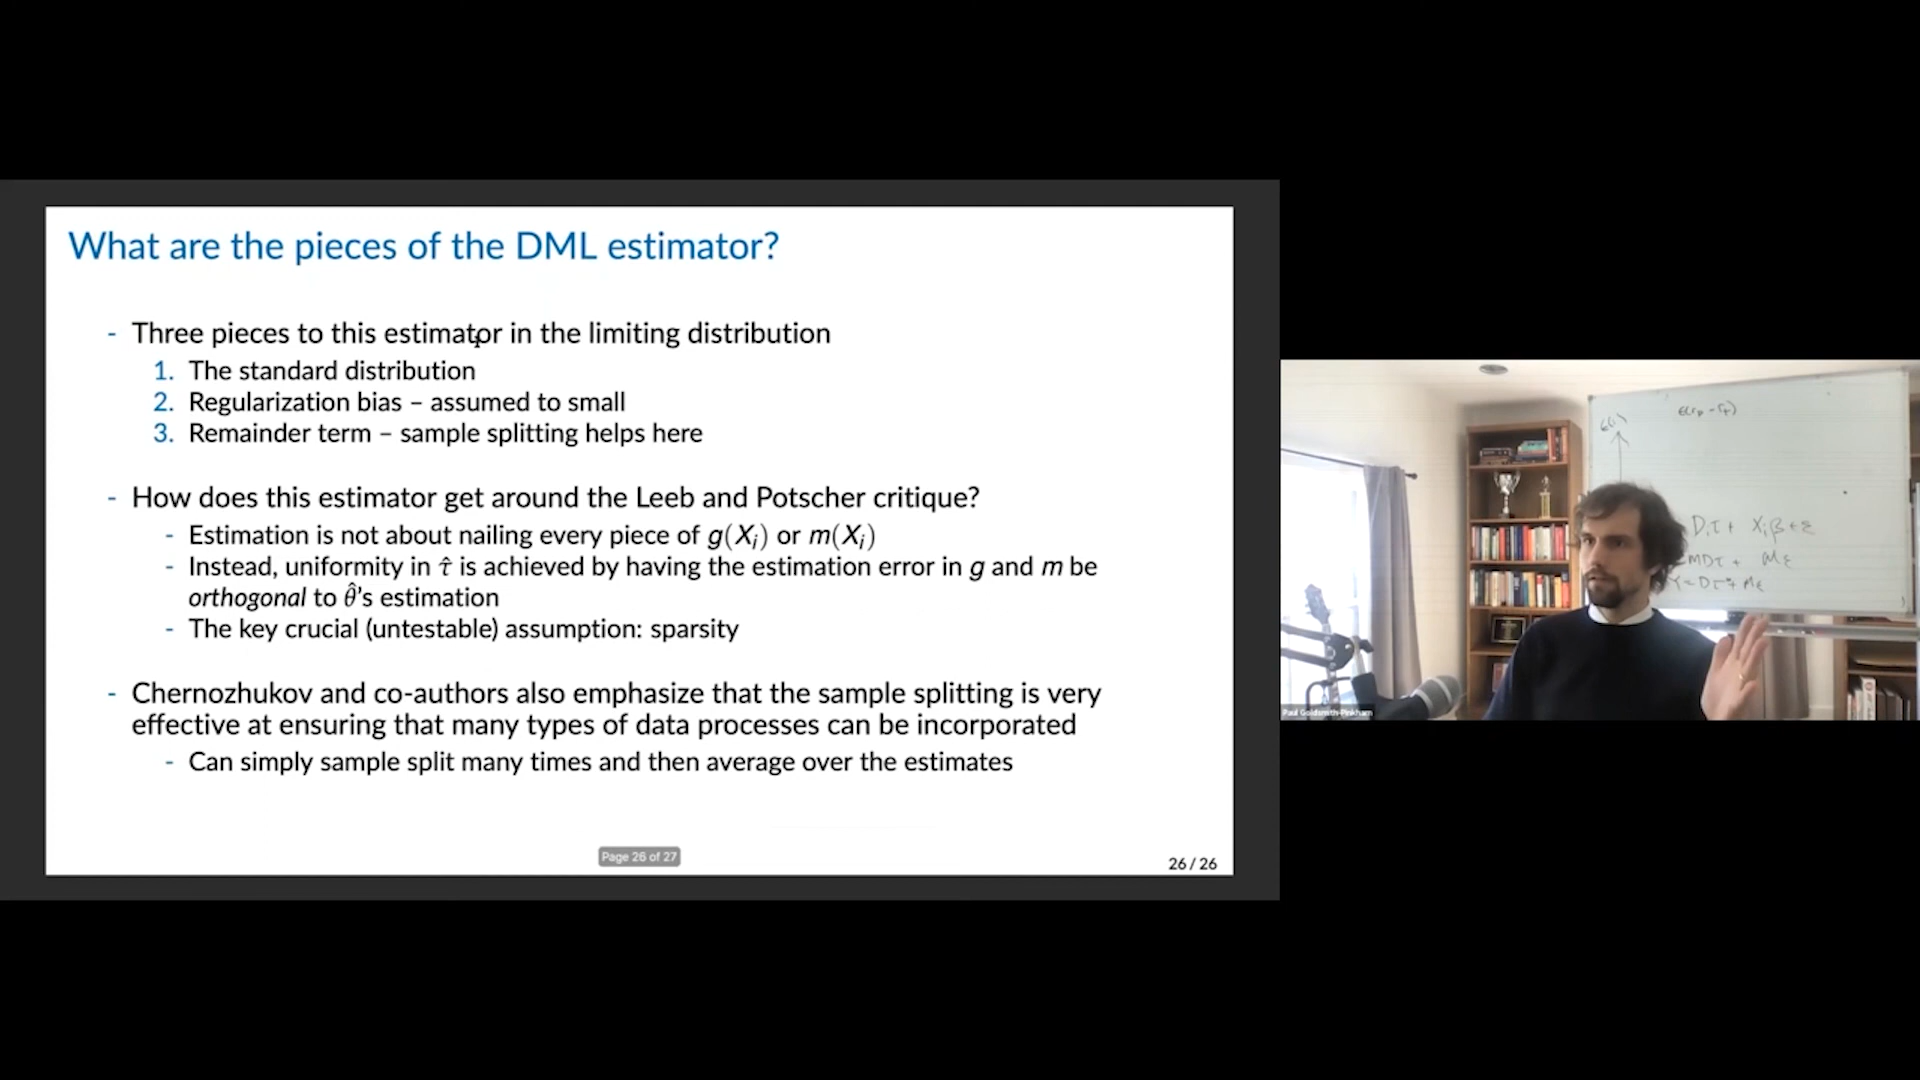 What are the pieces of the DML estimator?
- Three pieces to this estimator in the limiting distribution
1. The standard distribution
2. Regularization bias – assumed to small
3. Remainder term – sample splitting helps here
- How does this estimator get around the Leeb and Potscher critique?
- Estimation is not about nailing every piece of g(Xᵢ) or m(Xᵢ)
- Instead, uniformity in τ̂ is achieved by having the estimation error in g and m be
orthogonal to θ̂'s estimation
- The key crucial (untestable) assumption: sparsity
- Chernozhukov and co-authors also emphasize that the sample splitting is very
effective at ensuring that many types of data processes can be incorporated
- Can simply sample split many times and then average over the estimates
Page 26 of 27
26 / 26
Paul Goldsmith-Pinkham
Dᵢτ + Xᵢβ + ε